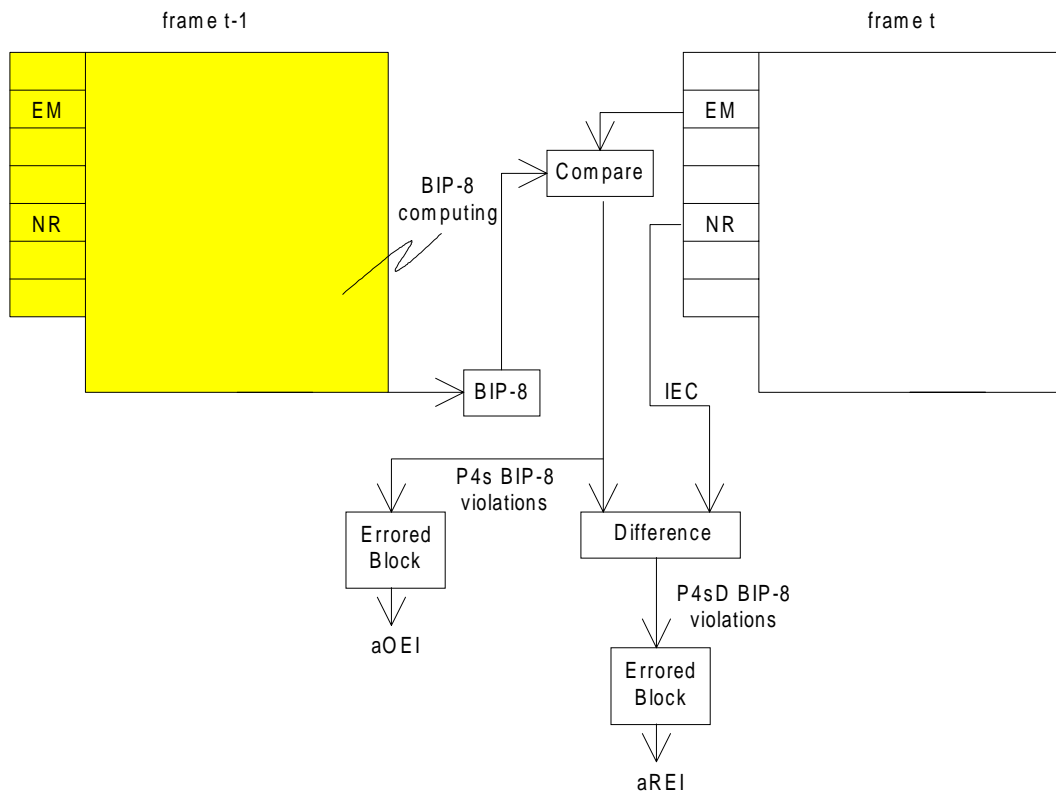 frame t-1
frame t
EM
NR
BIP-8
computing
Compare
EM
NR
BIP-8
IEC
P4s BIP-8
violations
Errored
Block
Difference
aOEI
P4sD BIP-8
violations
Errored
Block
aREI